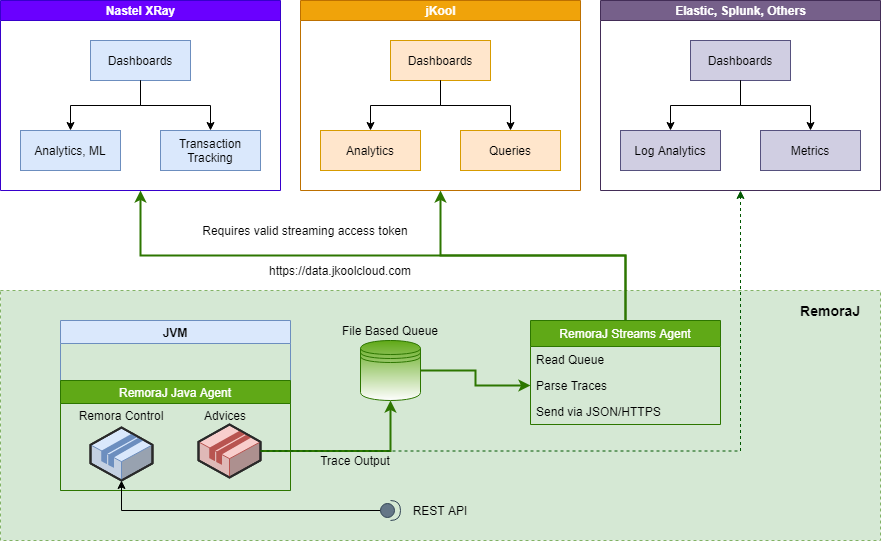 Nastel XRay
Dashboards
Analytics, ML
Transaction
Tracking
jKool
Dashboards
Analytics
Queries
Elastic, Splunk, Others
Dashboards
Log Analytics
Metrics
Requires valid streaming access token
https://data.jkoolcloud.com
RemoraJ
JVM
RemoraJ Java Agent
Remora Control
Advices
File Based Queue
Trace Output
RemoraJ Streams Agent
Read Queue
Parse Traces
Send via JSON/HTTPS
REST API